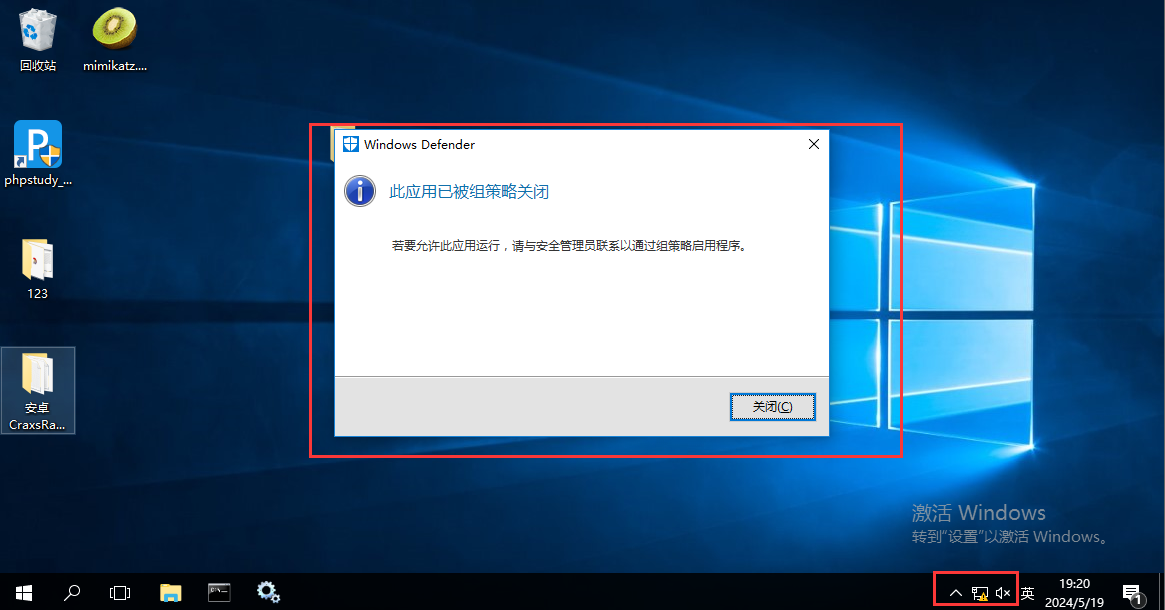 回收站
mimikatz....
phpstudy_...
123
安卓
CraxsRa...
Windows Defender
此应用已被组策略关闭
若要允许此应用运行，请与安全管理员联系以通过组策略启用程序。
关闭(C)
激活 Windows
转到"设置"以激活 Windows。
英
19:20
2024/5/19
1